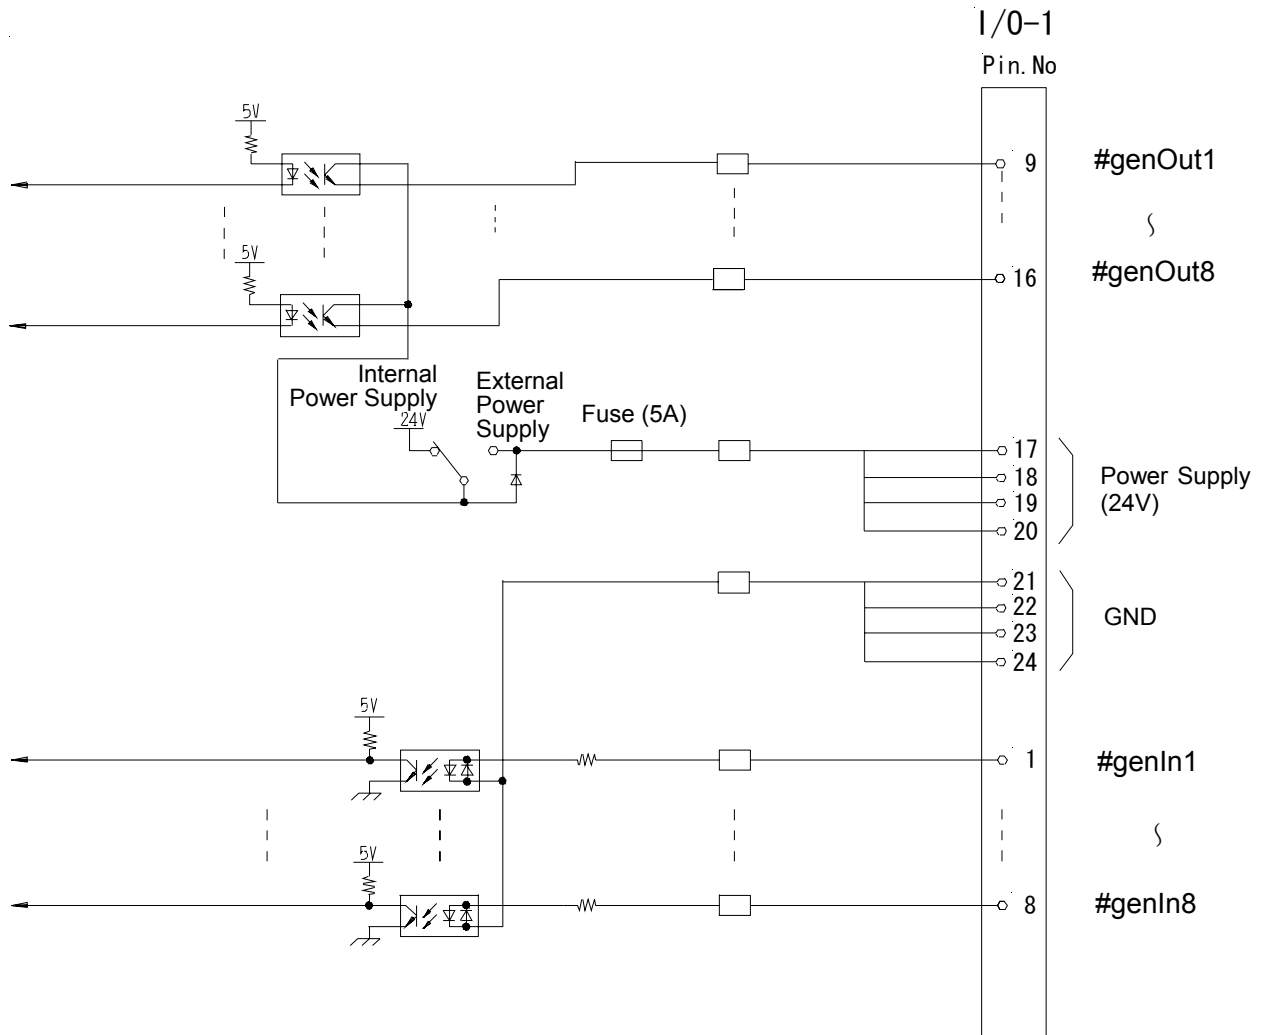 I/O-1
Pin. No
5V
9 #genOut1
5V
16 #genOut8
Internal
Power Supply
24V
External
Power
Supply
Fuse (5A)
17
18
19
20
Power Supply
(24V)
21
22
23
24
GND
5V
1 #genIn1
5V
8 #genIn8